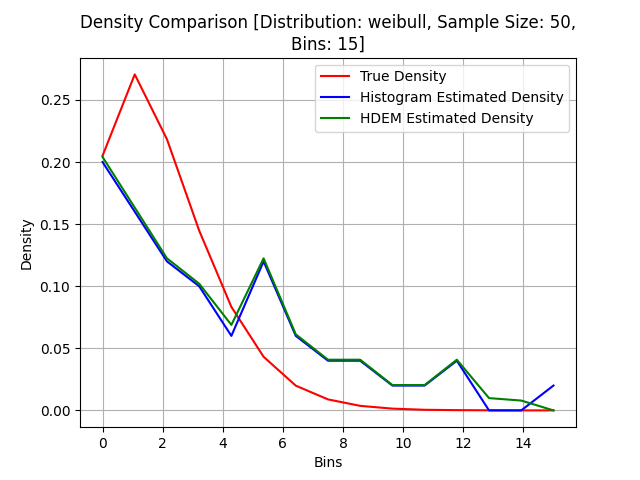 Density Comparison [Distribution: weibull, Sample Size: 50,
Bins: 15]
True Density
Histogram Estimated Density
HDEM Estimated Density
Density
0.25
0.20
0.15
0.10
0.05
0.00
0 2 4 6 8 10 12 14
Bins